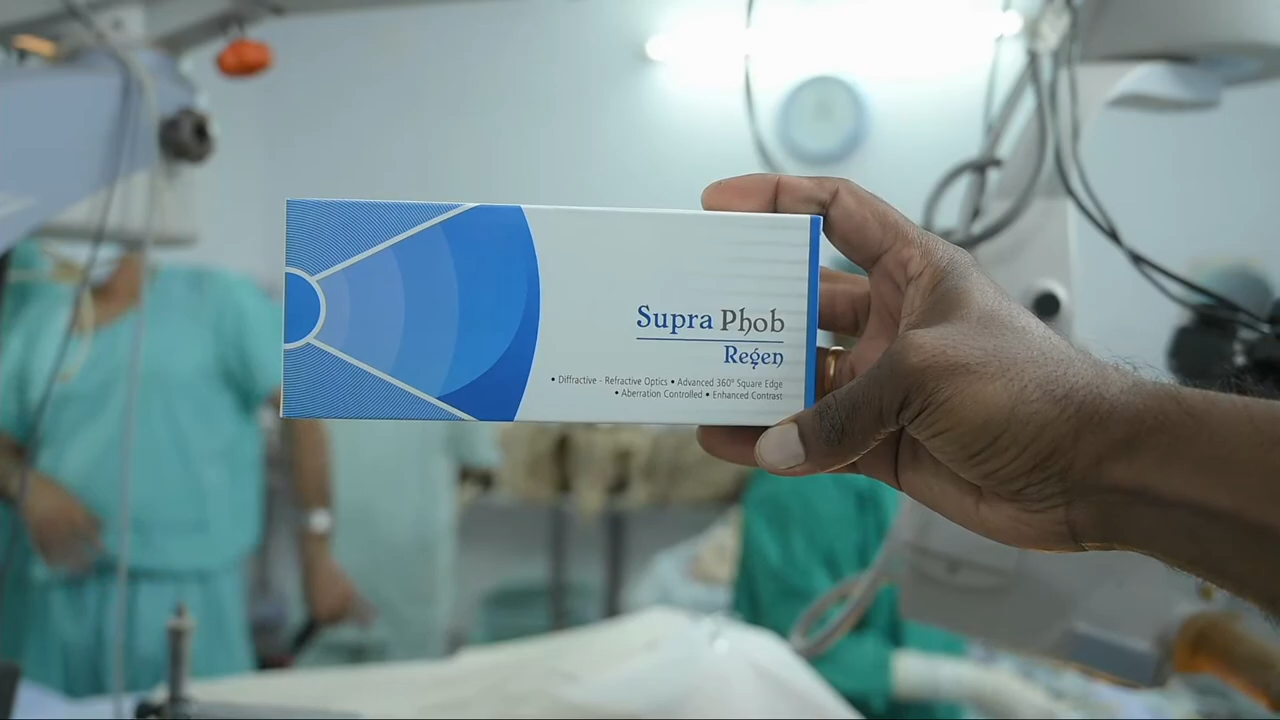 Supra Phob
Regen
• Diffractive - Refractive Optics • Advanced 360° Square Edge
• Aberration Controlled • Enhanced Contrast